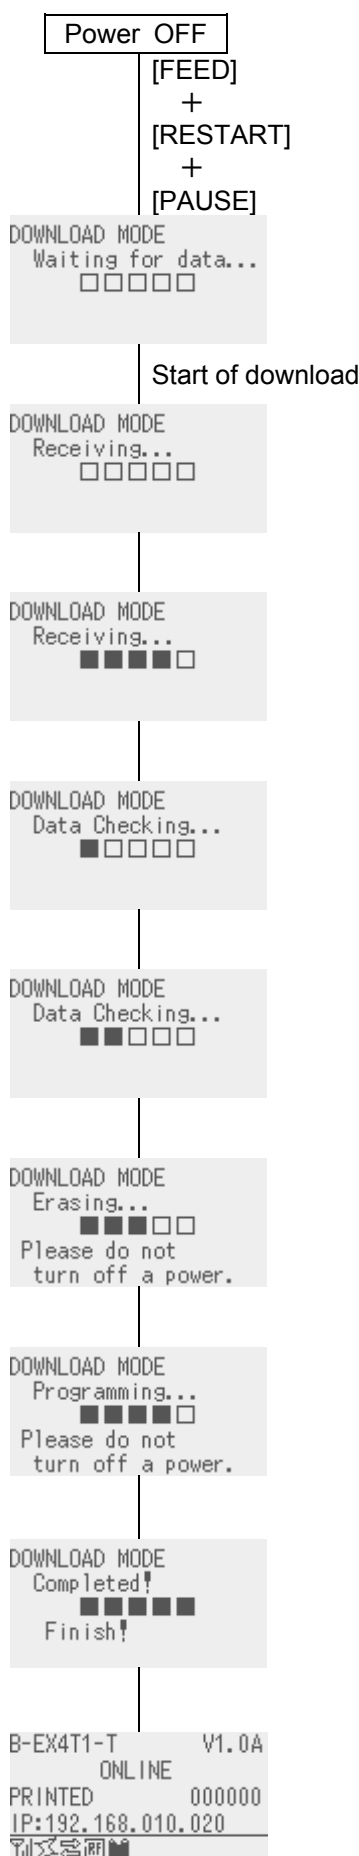 Power OFF
[FEED]
+
[RESTART]
+
[PAUSE]
DOWNLOAD MODE
Waiting for data...
□□□□□
Start of download
DOWNLOAD MODE
Receiving...
□□□□□
DOWNLOAD MODE
Receiving...
■■■■□
DOWNLOAD MODE
Data Checking...
■□□□□
DOWNLOAD MODE
Data Checking...
■■□□□
DOWNLOAD MODE
Erasing...
■■■□□
Please do not
turn off a power.
DOWNLOAD MODE
Programming...
■■■■□
Please do not
turn off a power.
DOWNLOAD MODE
Completed!
■■■■■
Finish!
B-EX4T1-T V1.0A
ONLINE
PRINTED 000000
IP:192.168.010.020